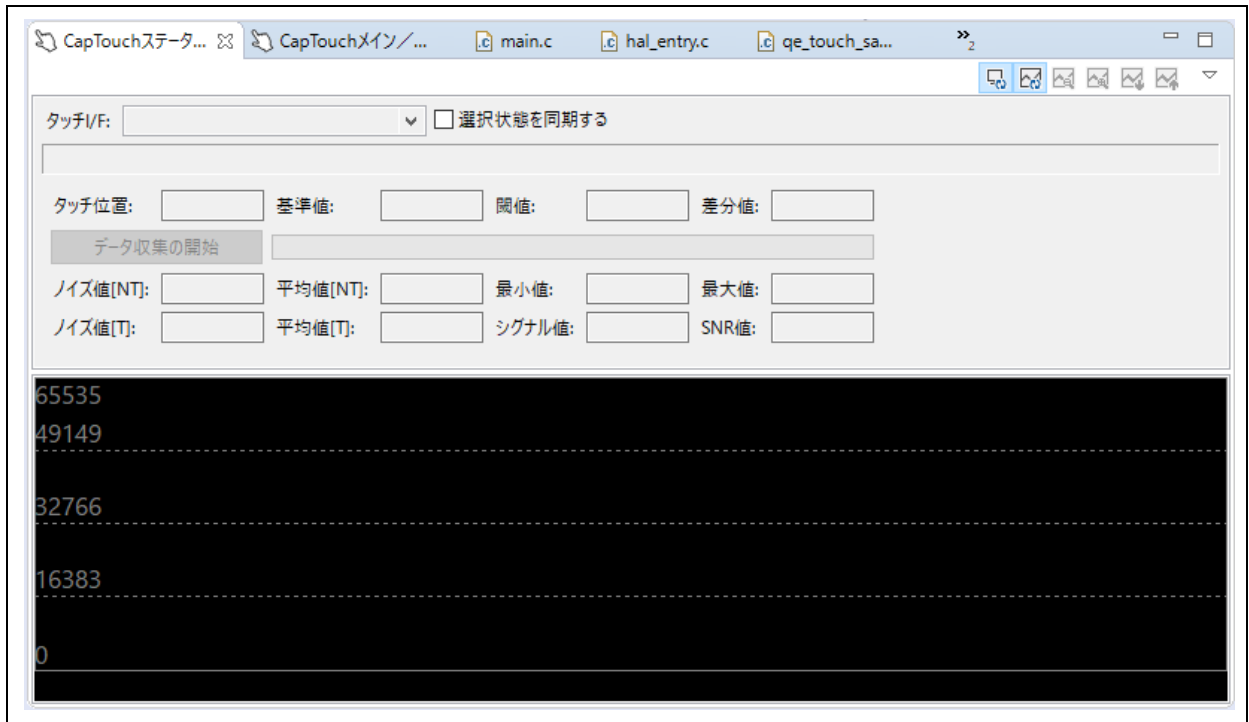 CapTouchステータ... CapTouchメイン／... main.c hal_entry.c qe_touch_sa... »2
タッチI/F: 選択状態を同期する
タッチ位置: 基準値: 閾値: 差分値:
データ収集の開始
ノイズ値[NT]: 平均値[NT]: 最小値: 最大値:
ノイズ値[T]: 平均値[T]: シグナル値: SNR値:
65535
49149
32766
16383
0